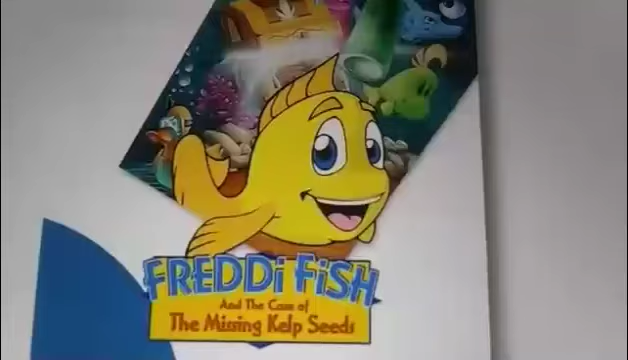 FREDDi FiSH
And The Case of
The Missing Kelp Seeds